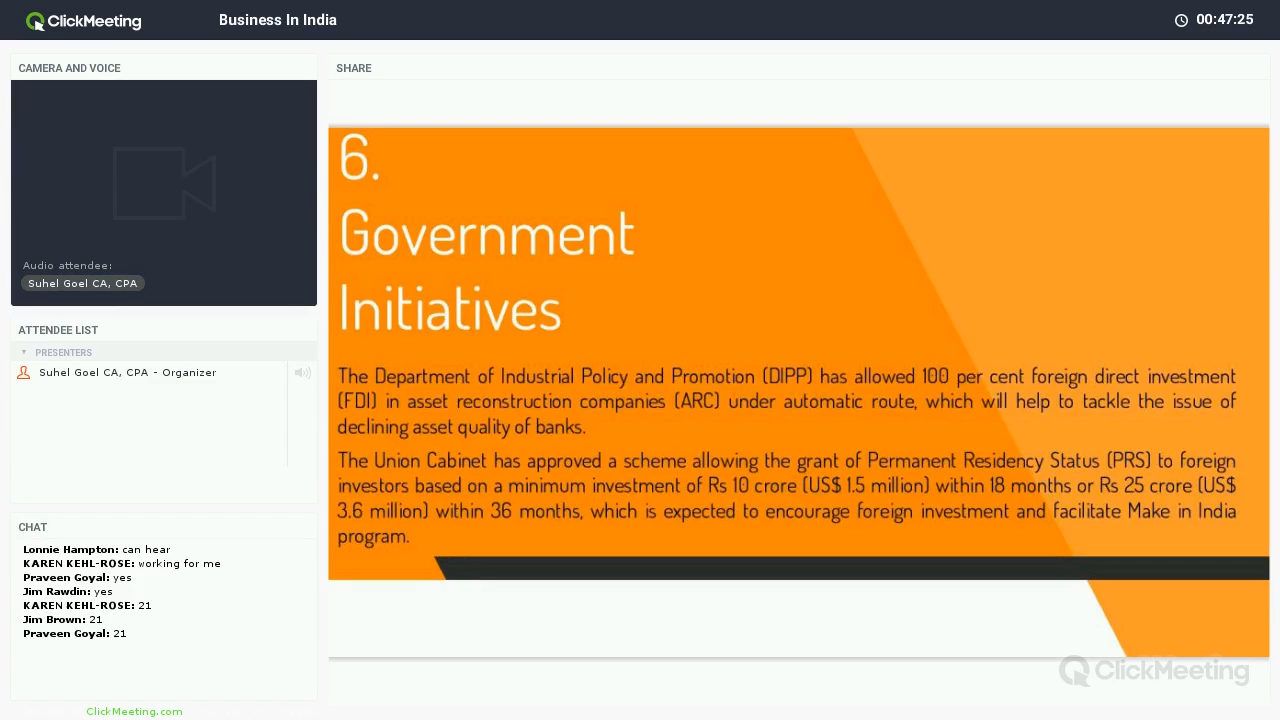 ClickMeeting
Business In India
00:47:25
CAMERA AND VOICE
Audio attendee:
Suhel Goel CA, CPA
ATTENDEE LIST
PRESENTERS
Suhel Goel CA, CPA - Organizer
CHAT
Lonnie Hampton: can hear
KAREN KEHL-ROSE: working for me
Praveen Goyal: yes
Jim Rawdin: yes
KAREN KEHL-ROSE: 21
Jim Brown: 21
Praveen Goyal: 21
ClickMeeting.com
SHARE
6.
Government
Initiatives
The Department of Industrial Policy and Promotion (DIPP) has allowed 100 per cent foreign direct investment
(FDI) in asset reconstruction companies (ARC) under automatic route, which will help to tackle the issue of
declining asset quality of banks.
The Union Cabinet has approved a scheme allowing the grant of Permanent Residency Status (PRS) to foreign
investors based on a minimum investment of Rs 10 crore (US$ 1.5 million) within 18 months or Rs 25 crore (US$
3.6 million) within 36 months, which is expected to encourage foreign investment and facilitate Make in India
program.
ClickMeeting